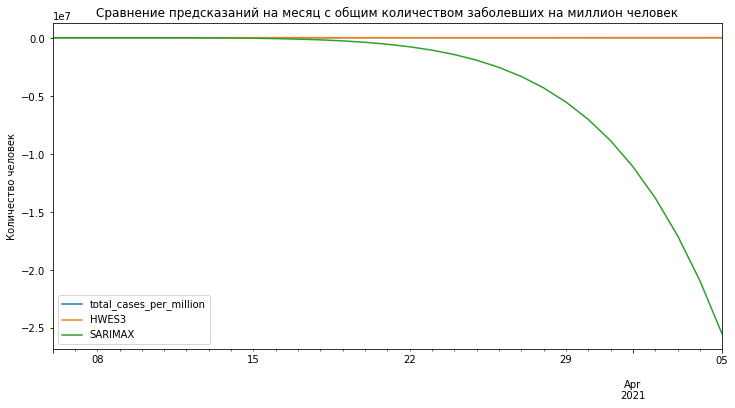 Сравнение предсказаний на месяц с общим количеством заболевших на миллион человек
1e7
0.0
−0.5
−1.0
−1.5
−2.0
−2.5
Количество человек
total_cases_per_million
HWES3
SARIMAX
08
15
22
29
05
Apr
2021